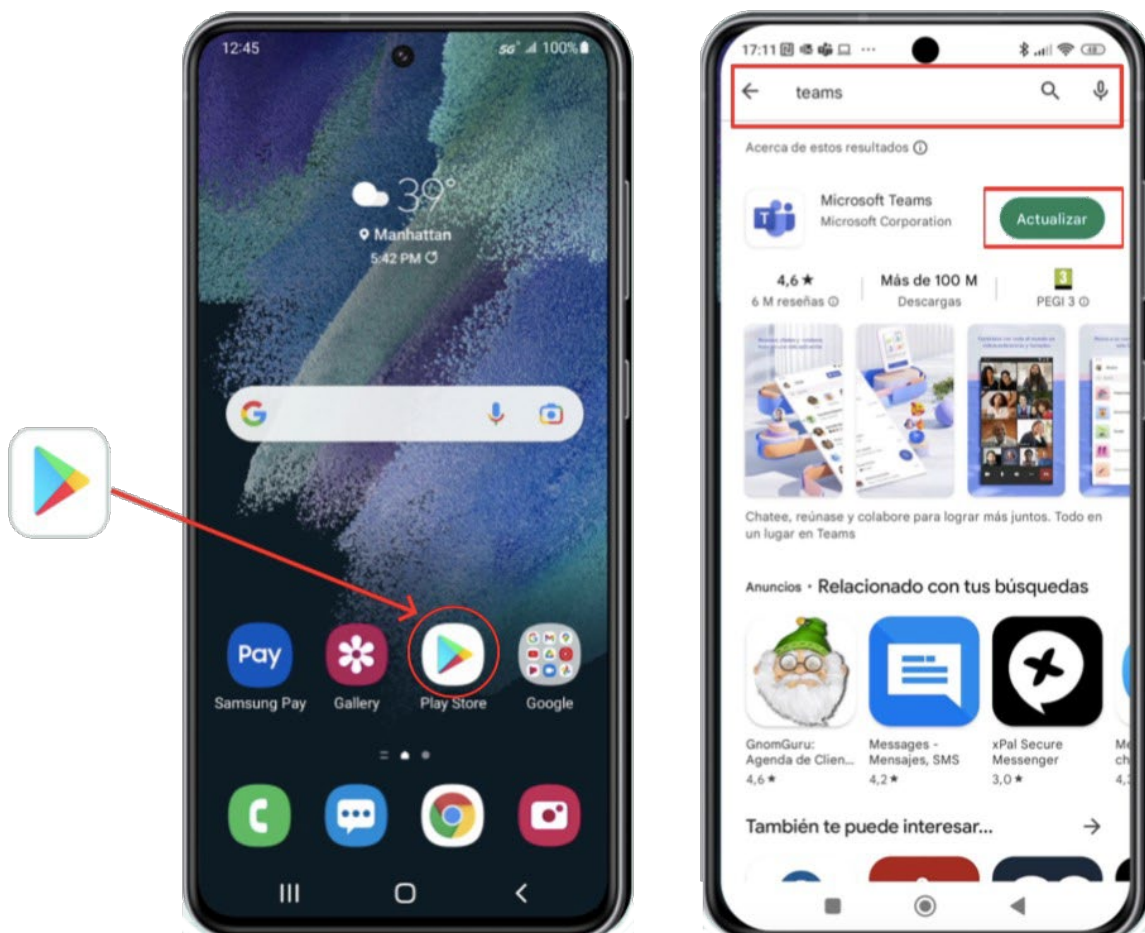 12:45
5G 100%
39°
Manhattan
5:42 PM
Pay
Samsung Pay
Gallery
Play Store
Google
17:11
teams
Acerca de estos resultados
Microsoft Teams
Microsoft Corporation
Actualizar
4,6 ★
6 M reseñas
Más de 100 M
Descargas
3
PEGI 3
Chatee, reúnase y colabore para lograr más juntos. Todo en
un lugar en Teams
Anuncios • Relacionado con tus búsquedas
GnomGuru:
Agenda de Clien...
4,6 ★
Messages -
Mensajes, SMS
4,2 ★
xPal Secure
Messenger
3,0 ★
Me
ch
También te puede interesar...